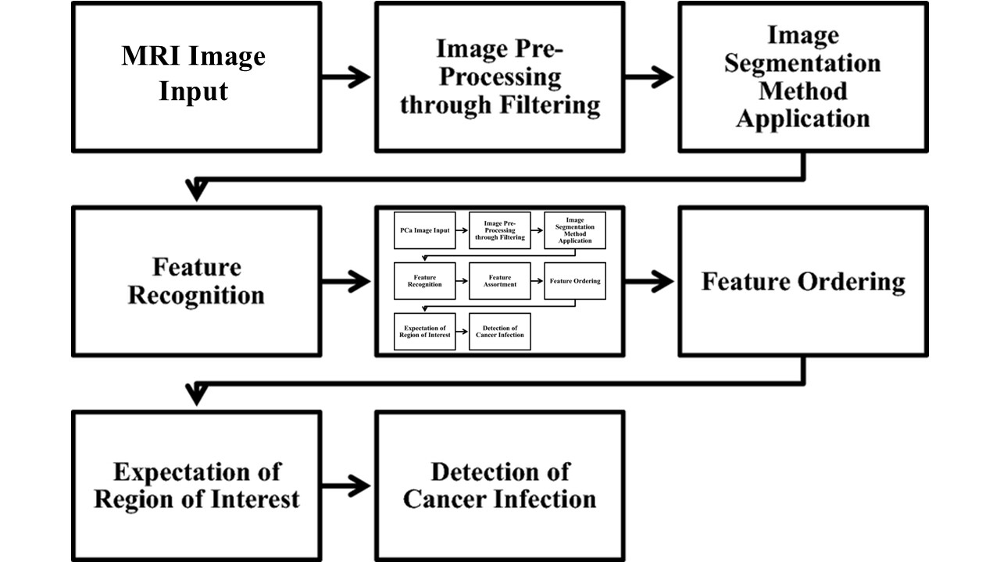 MRI Image
Input
Image Pre-
Processing
through Filtering
Image
Segmentation
Method
Application
Feature
Recognition
PCa Image Input
Image Pre-
Processing
through Filtering
Image
Segmentation
Method
Application
Feature
Recognition
Feature
Assortment
Feature Ordering
Expectation of
Region of Interest
Detection of
Cancer Infection
Feature Ordering
Expectation of
Region of Interest
Detection of
Cancer Infection